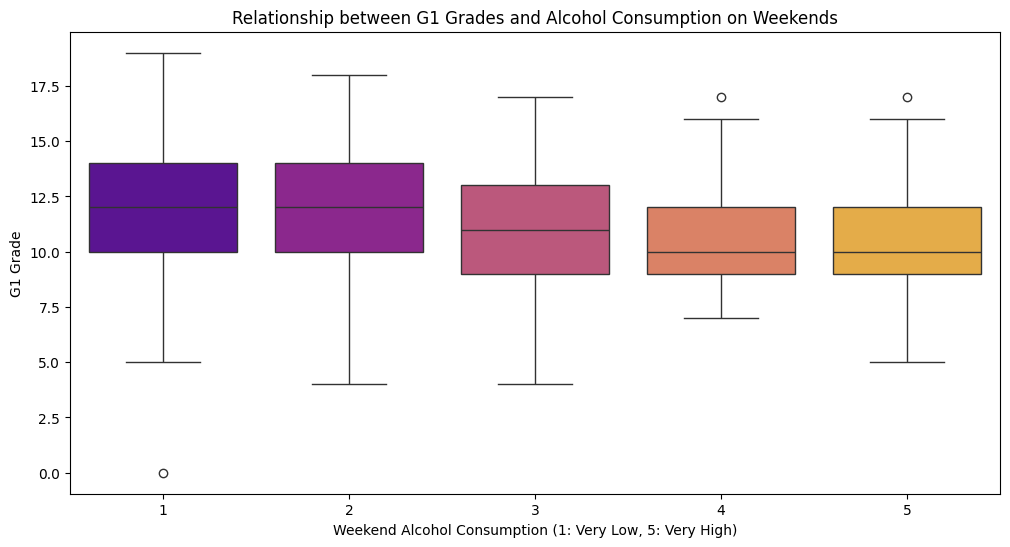 Relationship between G1 Grades and Alcohol Consumption on Weekends
17.5
15.0
12.5
10.0
7.5
5.0
2.5
0.0
G1 Grade
1 2 3 4 5
Weekend Alcohol Consumption (1: Very Low, 5: Very High)